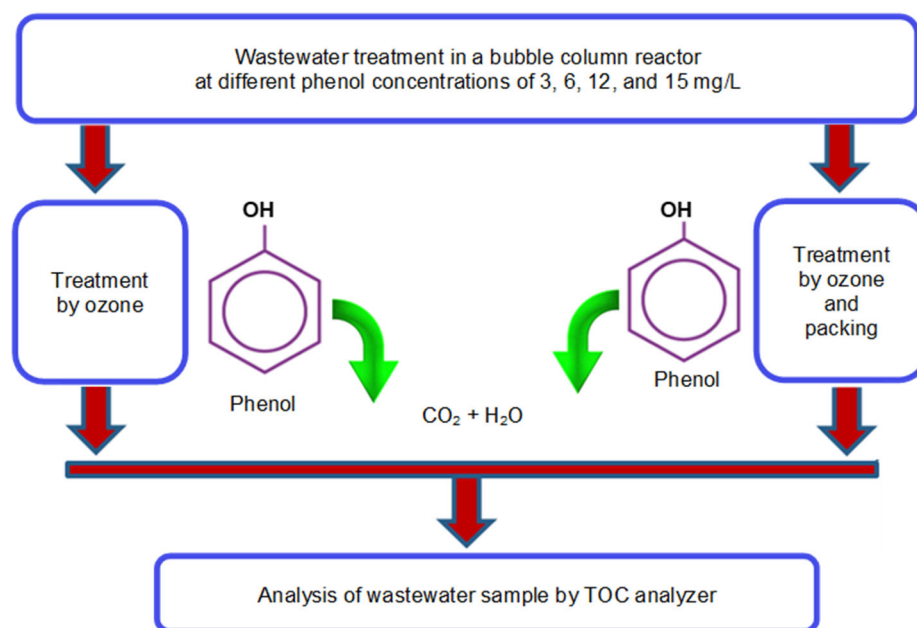 Wastewater treatment in a bubble column reactor
at different phenol concentrations of 3, 6, 12, and 15 mg/L
Treatment
by ozone
OH
Phenol
OH
Phenol
Treatment
by ozone
and
packing
CO₂ + H₂O
Analysis of wastewater sample by TOC analyzer